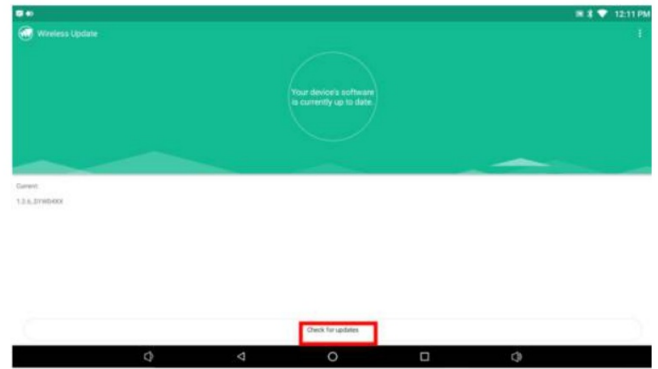 12:11 PM
Wireless Update
Your device's software
is currently up to date.
Current:
Check for updates